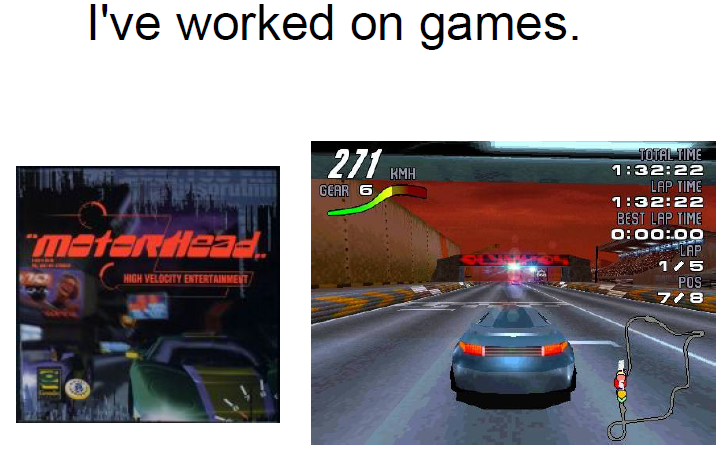 I've worked on games.
motorhead
HIGH VELOCITY ENTERTAINMENT
271 KMH
GEAR 6
TOTAL TIME
1:32:22
LAP TIME
1:32:22
BEST LAP TIME
0:00:00
LAP
1/5
POS
7/8